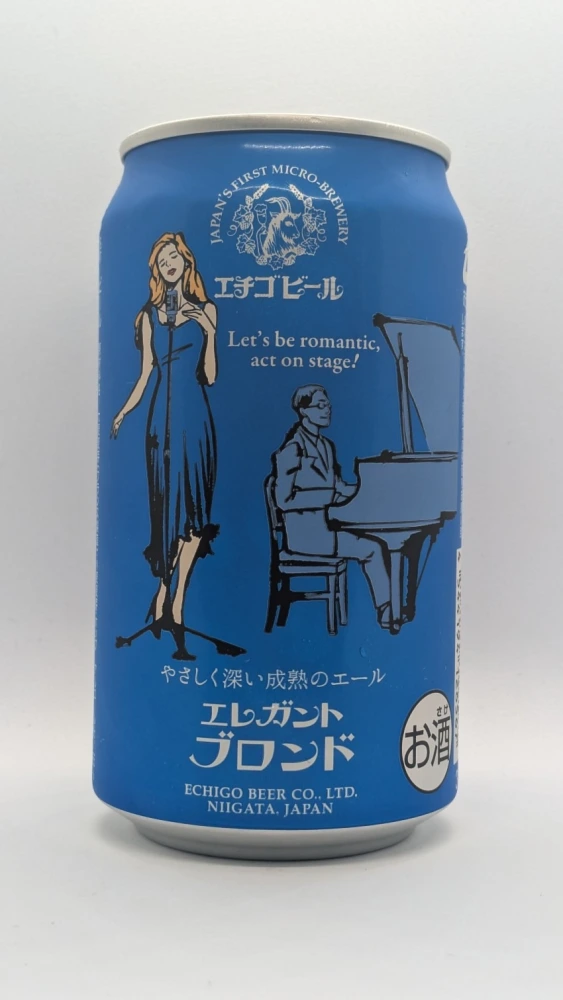 JAPAN'S FIRST MICRO-BREWERY
エチゴビール
Let's be romantic,
act on stage!
やさしく深い成熟のエール
エレガント
ブロンド
さけ
お酒
ECHIGO BEER CO., LTD.
NIIGATA, JAPAN